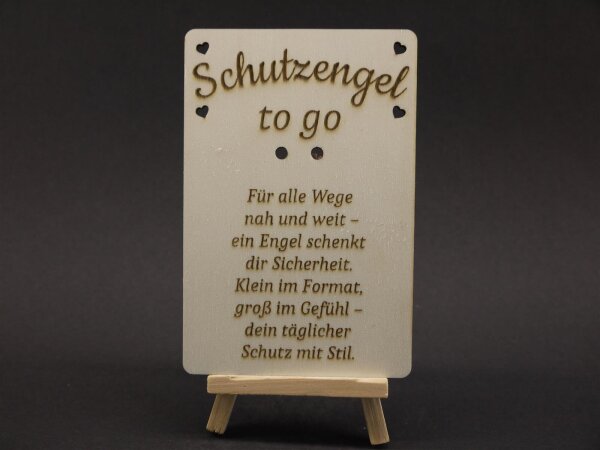 Schutzengel
to go
Für alle Wege
nah und weit –
ein Engel schenkt
dir Sicherheit.
Klein im Format,
groß im Gefühl –
dein täglicher
Schutz mit Stil.